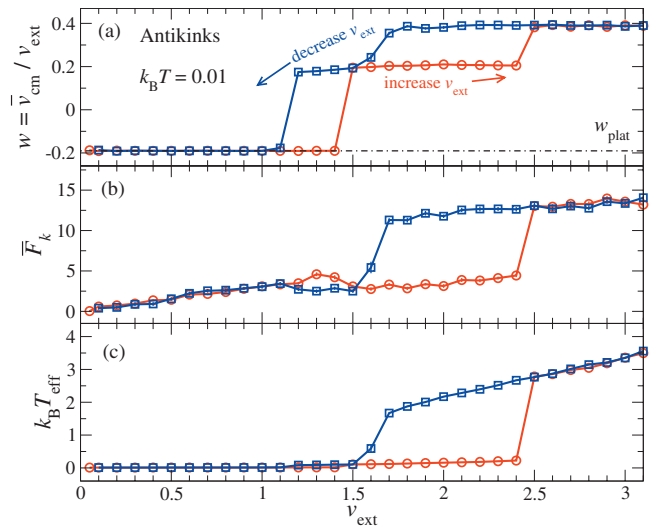 (a)
Antikinks
k_B T = 0.01
decrease v_ext
increase v_ext
w_plat
w = v̅_cm / v_ext
0.4
0.2
0
-0.2
(b)
F̅_k
15
10
5
0
(c)
k_B T_eff
4
3
2
1
0
0
0.5
1
1.5
2
2.5
3
v_ext